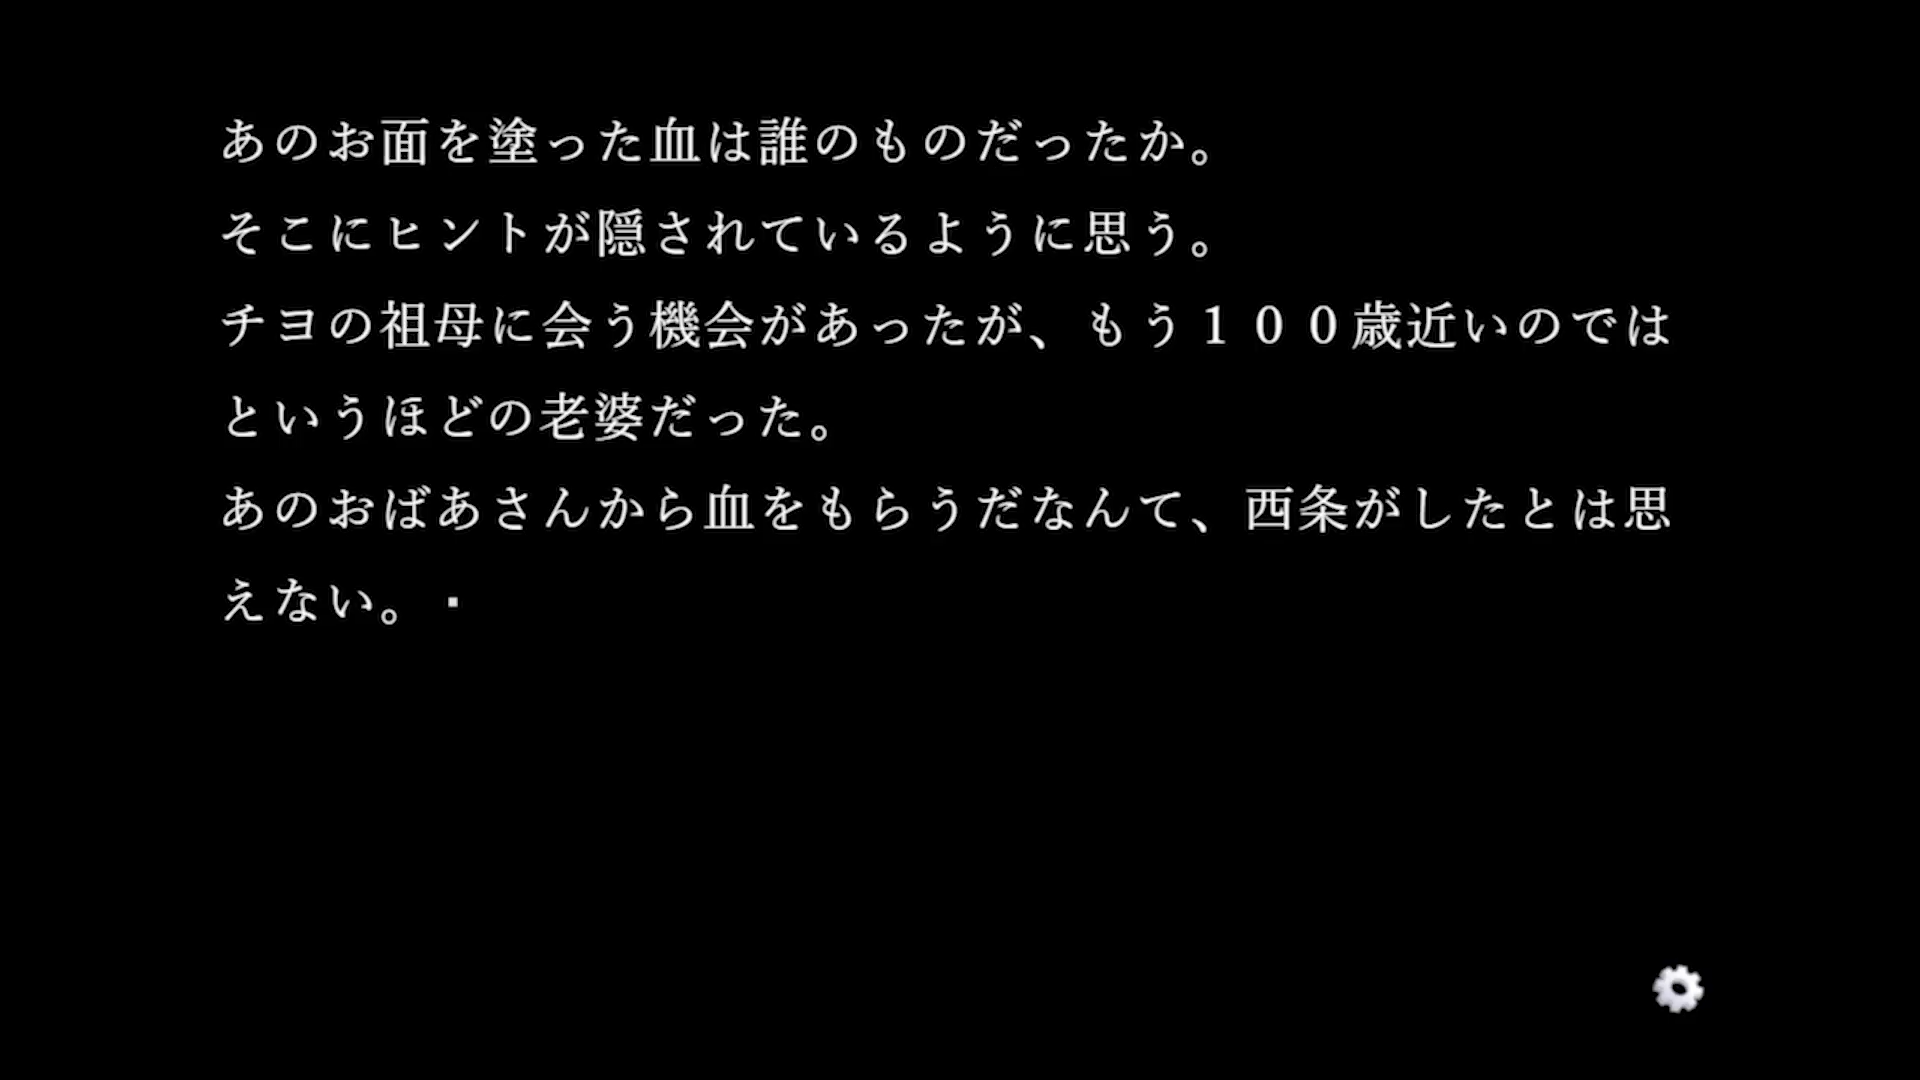 あのお面を塗った血は誰のものだったか。
そこにヒントが隠されているように思う。
チヨの祖母に会う機会があったが、もう１００歳近いのでは
というほどの老婆だった。
あのおばあさんから血をもらうだなんて、西条がしたとは思
えない。